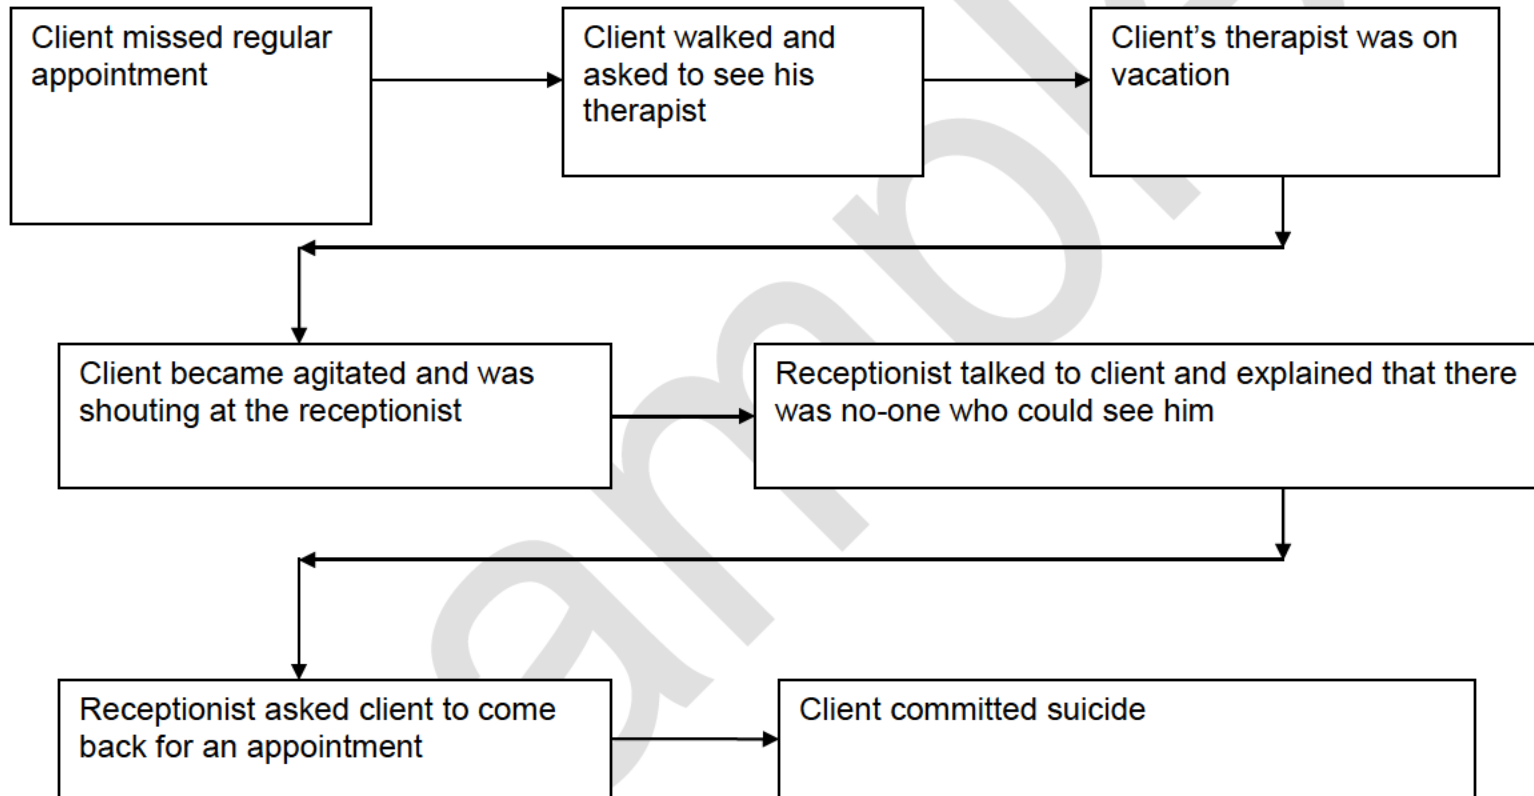 Client missed regular
appointment
Client walked and
asked to see his
therapist
Client's therapist was on
vacation
Client became agitated and was
shouting at the receptionist
Receptionist talked to client and explained that there
was no-one who could see him
Receptionist asked client to come
back for an appointment
Client committed suicide